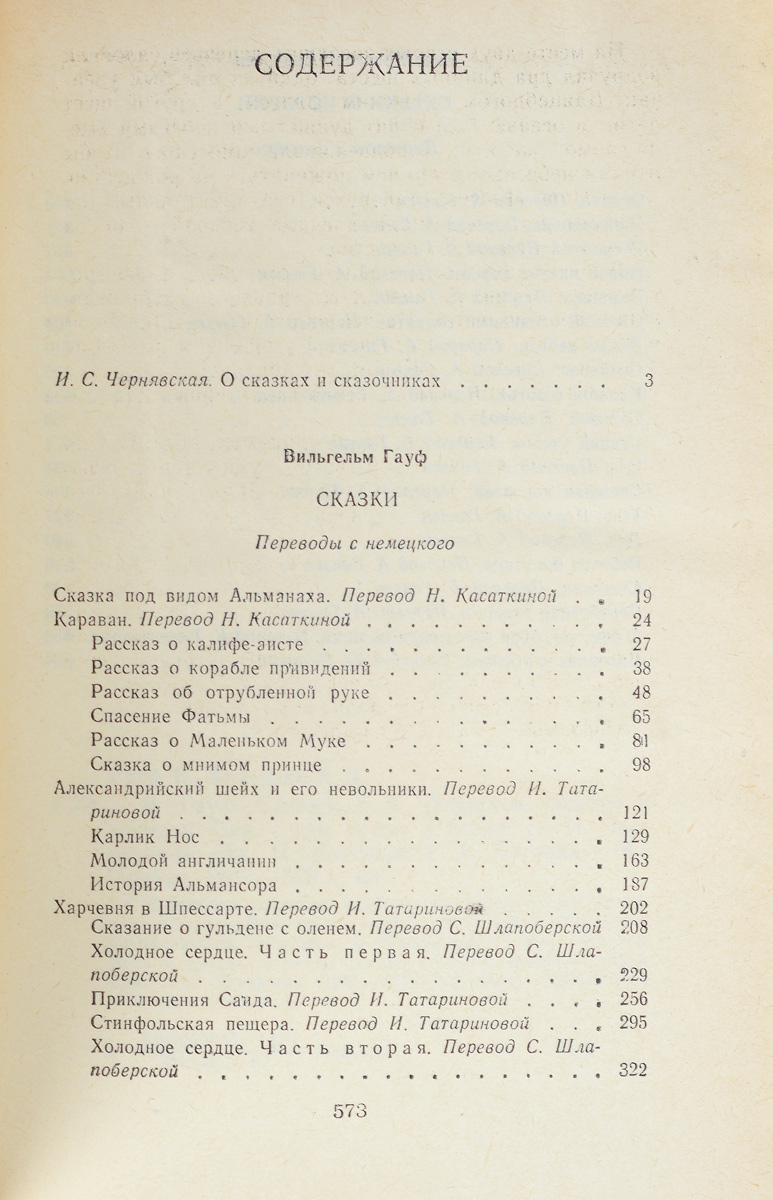 СОДЕРЖАНИЕ
И. С. Чернявская. О сказках и сказочниках . . . . . . . 3
Вильгельм Гауф
СКАЗКИ
Переводы с немецкого
Сказка под видом Альманаха. Перевод Н. Касаткиной . . 19
Караван. Перевод Н. Касаткиной . . . . . . . . . . . 24
Рассказ о калифе-аисте . . . . . . . . . . . . . 27
Рассказ о корабле привидений . . . . . . . . . . 38
Рассказ об отрубленной руке . . . . . . . . . . 48
Спасение Фатьмы . . . . . . . . . . . . . . . 65
Рассказ о Маленьком Муке . . . . . . . . . . . 81
Сказка о мнимом принце . . . . . . . . . . . . 98
Александрийский шейх и его невольники. Перевод И. Тата-
риновой . . . . . . . . . . . . . . . . . . . 121
Карлик Нос . . . . . . . . . . . . . . . . . 129
Молодой англичанин . . . . . . . . . . . . . . 163
История Альмансора . . . . . . . . . . . . . . 187
Харчевня в Шпессарте. Перевод И. Татариновой . . . . . 202
Сказание о гульдене с оленем. Перевод С. Шлапоберской 208
Холодное сердце. Часть первая. Перевод С. Шла-
поберской . . . . . . . . . . . . . . . . . . 229
Приключения Саида. Перевод И. Татариновой . . . . 256
Стинфольская пещера. Перевод И. Татариновой . . . 295
Холодное сердце. Часть вторая. Перевод С. Шла-
поберской . . . . . . . . . . . . . . . . . . 322
573